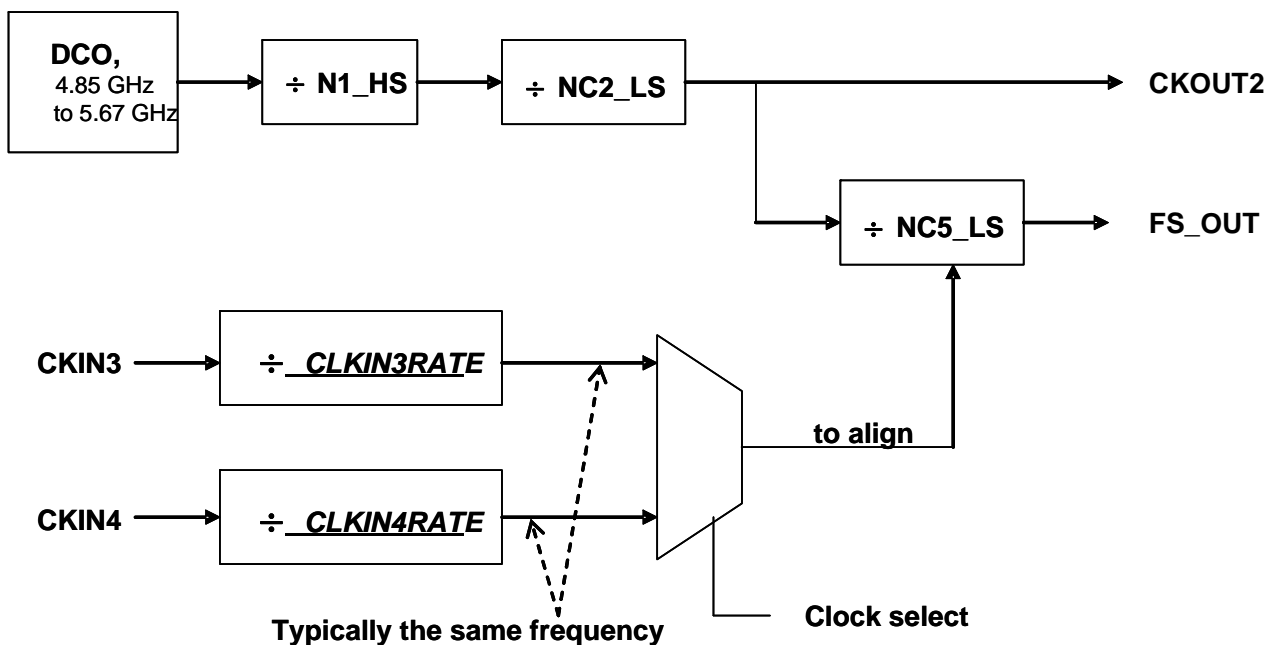 DCO,
4.85 GHz
to 5.67 GHz
÷ N1_HS
÷ NC2_LS
CKOUT2
÷ NC5_LS
FS_OUT
CKIN3
÷ CLKIN3RATE
to align
CKIN4
÷ CLKIN4RATE
Clock select
Typically the same frequency